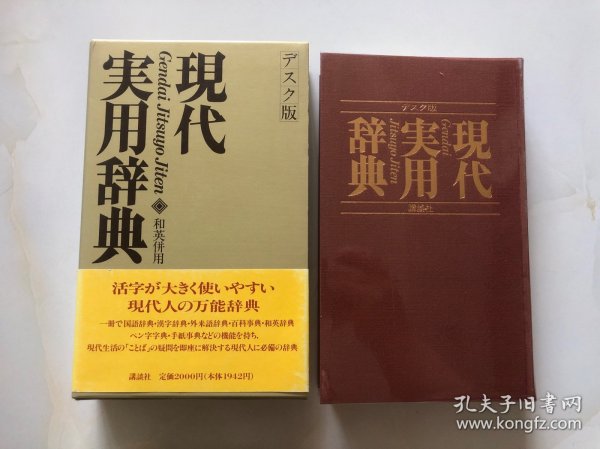 デスク版
現代
実用辞典
Gendai Jitsuyo Jiten
和英併用
活字が大きく使いやすい
現代人の万能辞典
一冊で国語辞典・漢字辞典・外来語辞典・百科事典・和英辞典
ペン字字典・手紙事典などの機能を持ち、
現代生活の「ことば」の疑問を即座に解決する現代人に必備の辞典
講談社 定価2000円(本体1942円)
デスク版
現代
実用
辞典
Gendai
Jitsuyo Jiten
講談社
孔夫子旧书网
www.kongfz.com